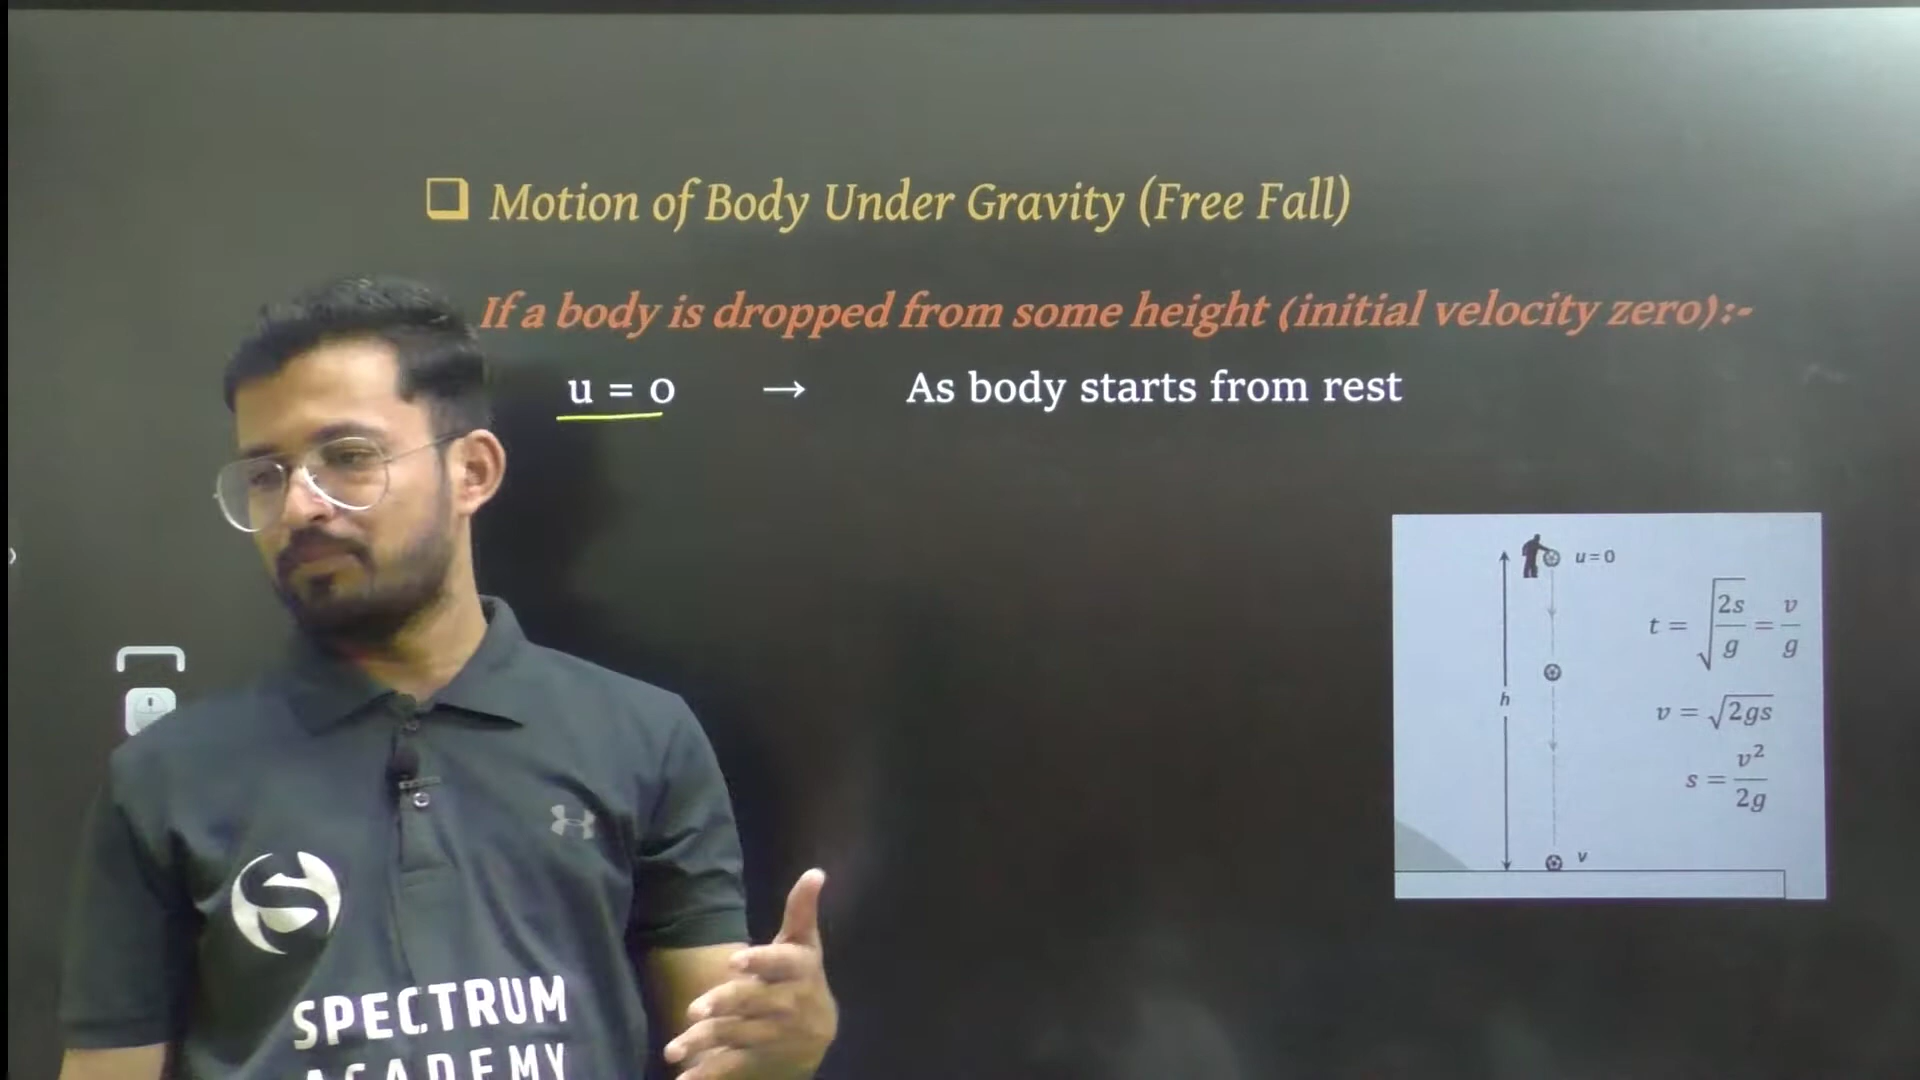 ❑ Motion of Body Under Gravity (Free Fall)
If a body is dropped from some height (initial velocity zero):-
u = 0 → As body starts from rest
u = 0
t = √(2s/g) = v/g
h
v = √2gs
s = v²/2g
v
SPECTRUM
ACADEMY